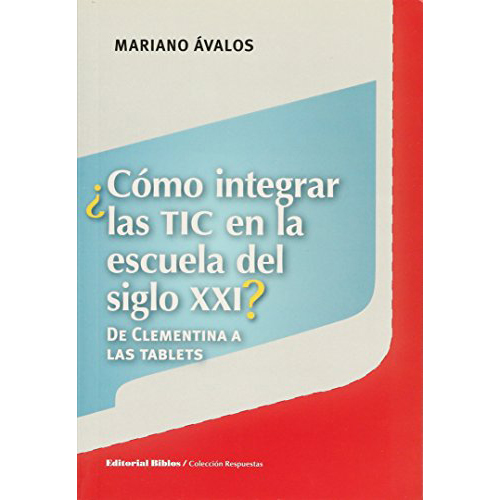 MARIANO ÁVALOS
¿Cómo integrar
las TIC en la
escuela del
siglo XXI?
DE CLEMENTINA A
LAS TABLETS
Editorial Biblos / Colección Respuestas